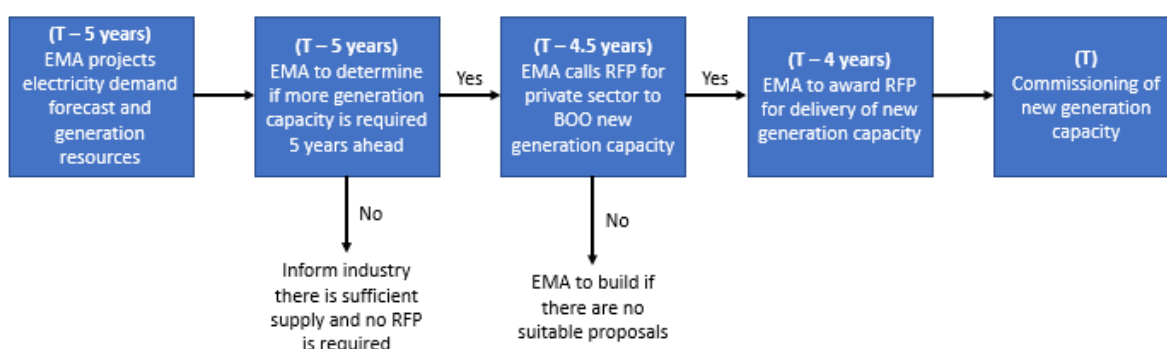 (T – 5 years)
EMA projects
electricity demand
forecast and
generation
resources
(T – 5 years)
EMA to determine
if more generation
capacity is required
5 years ahead
Yes
(T – 4.5 years)
EMA calls RFP for
private sector to
BOO new
generation capacity
Yes
(T – 4 years)
EMA to award RFP
for delivery of new
generation capacity
(T)
Commissioning of
new generation
capacity
No
Inform industry
there is sufficient
supply and no RFP
is required
No
EMA to build if
there are no
suitable proposals